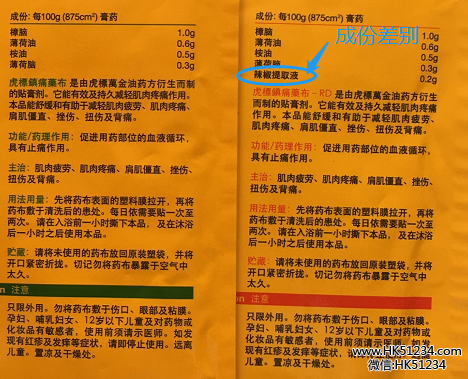 成份：每100g (875cm²) 膏药
樟脑 1.0g
薄荷油 0.6g
桉油 0.5g
薄荷脑 0.3g
虎標鎮痛藥布 是由虎標萬金油药方衍生而制
的贴膏剂。它能有效及持久减轻肌肉疲劳、肌肉疼
痛。本品能舒缓和有助于减轻肌肉疲劳、肌肉疼痛、
肩肌僵直、挫伤、扭伤及背痛。
功能/药理作用：促进用药部位的血液循环，
具有止痛作用。
主治：肌肉疲劳、肌肉疼痛、肩肌僵直、挫伤、
扭伤及背痛。
用法用量：先将药布表面的塑料膜拉开，再将
药布敷于清洗后的患处。每日依需要贴一次至
两次。请在入浴前一小时撕下本品，及在沐浴
后一小时之后使用本品。
贮藏：请将未使用的药布放回原装塑袋，并将
开口紧密折拢。切记勿将药布暴露于空气中
太久。
注意
只限外用。勿将药布敷于伤口、眼部及粘膜。
孕妇、哺乳妇女、12岁以下儿童及对药物或
化妆品有敏感者，使用前须请示医师。如发
现有红疹及发痒等症状，请即停止使用。远离
儿童。置凉及干燥处。
成份：每100g (875cm²) 膏药
樟脑 1.0g
薄荷油 0.6g
桉油 0.5g
薄荷脑 0.3g
辣椒提取液 0.2g
成份差别
虎標鎮痛藥布－RD 是由虎標萬金油药方衍生
而制的贴膏剂。它能有效及持久减轻肌肉疼痛。
本品能舒缓和有助于减轻肌肉疲劳、肌肉疼痛、
肩肌僵直、挫伤、扭伤及背痛。
功能/药理作用：促进用药部位的血液循环，
具有止痛作用。
主治：肌肉疲劳、肌肉疼痛、肩肌僵直、挫伤、
扭伤及背痛。
用法用量：先将药布表面的塑料膜拉开，再将
药布敷于清洗后的患处。每日依需要贴一次至
两次。请在入浴前一小时撕下本品，及在沐浴
后一小时之后使用本品。
贮藏：请将未使用的药布放回原装塑袋，并将
开口紧密折拢。切记勿将药布暴露于空气中
太久。
on 注意
只限外用。勿将药布敷于伤口、眼部及粘膜。
孕妇、哺乳妇女、12岁以下儿童及对药物或
化妆品有敏感者，使用前须请示医师。如发
现有红疹及发痒等症状，请即停止使用。远离
儿童。置凉及干燥处。
www.HK51234.com
微信:HK51234